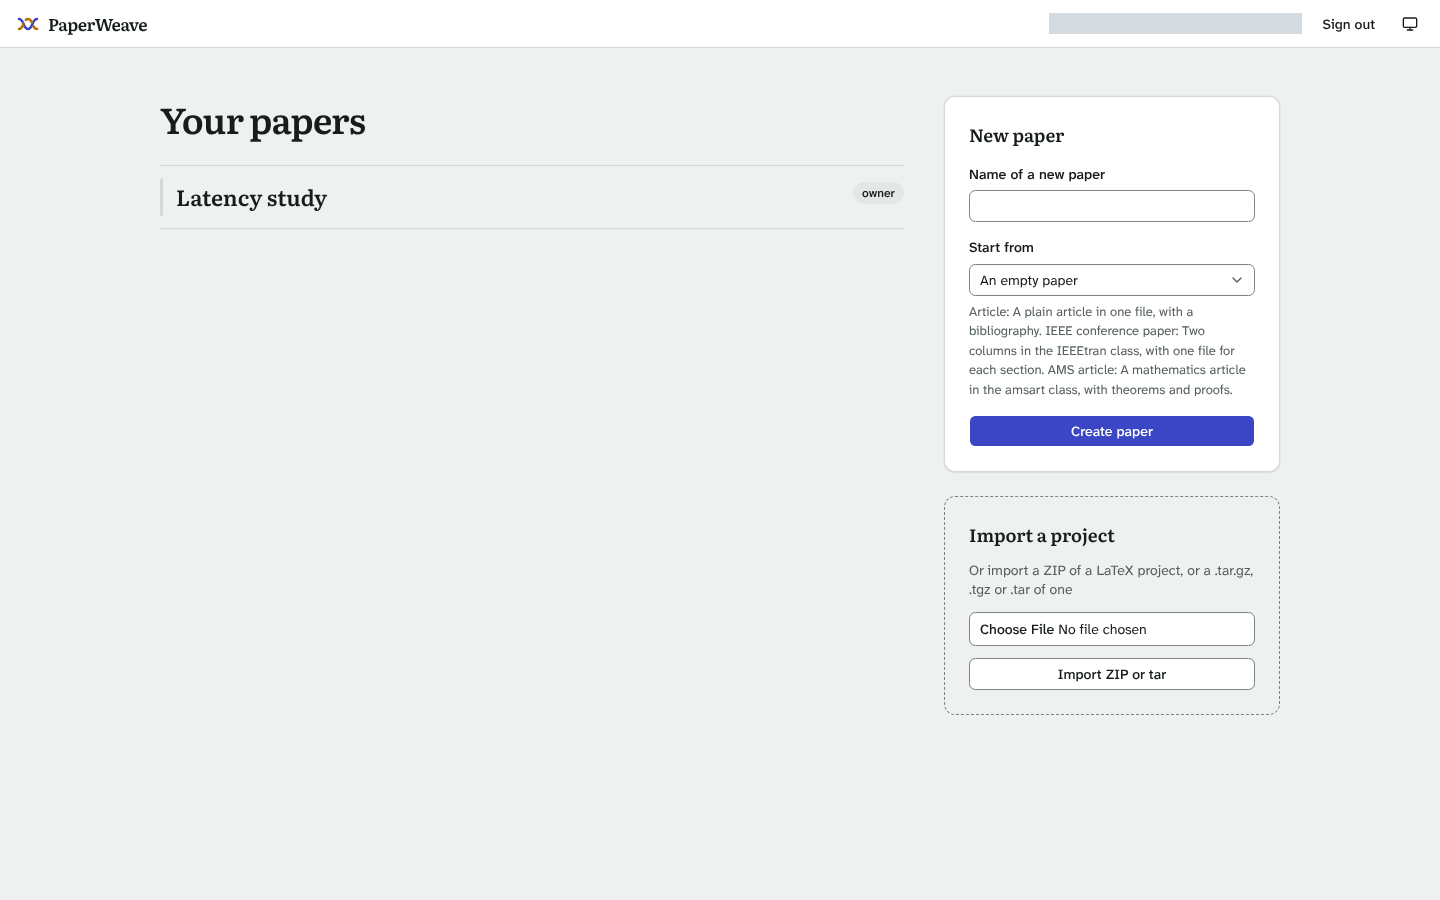 PaperWeave
Sign out
Your papers
Latency study
owner
New paper
Name of a new paper
Start from
An empty paper
Article: A plain article in one file, with a
bibliography. IEEE conference paper: Two
columns in the IEEEtran class, with one file for
each section. AMS article: A mathematics article
in the amsart class, with theorems and proofs.
Create paper
Import a project
Or import a ZIP of a LaTeX project, or a .tar.gz,
.tgz or .tar of one
Choose File No file chosen
Import ZIP or tar